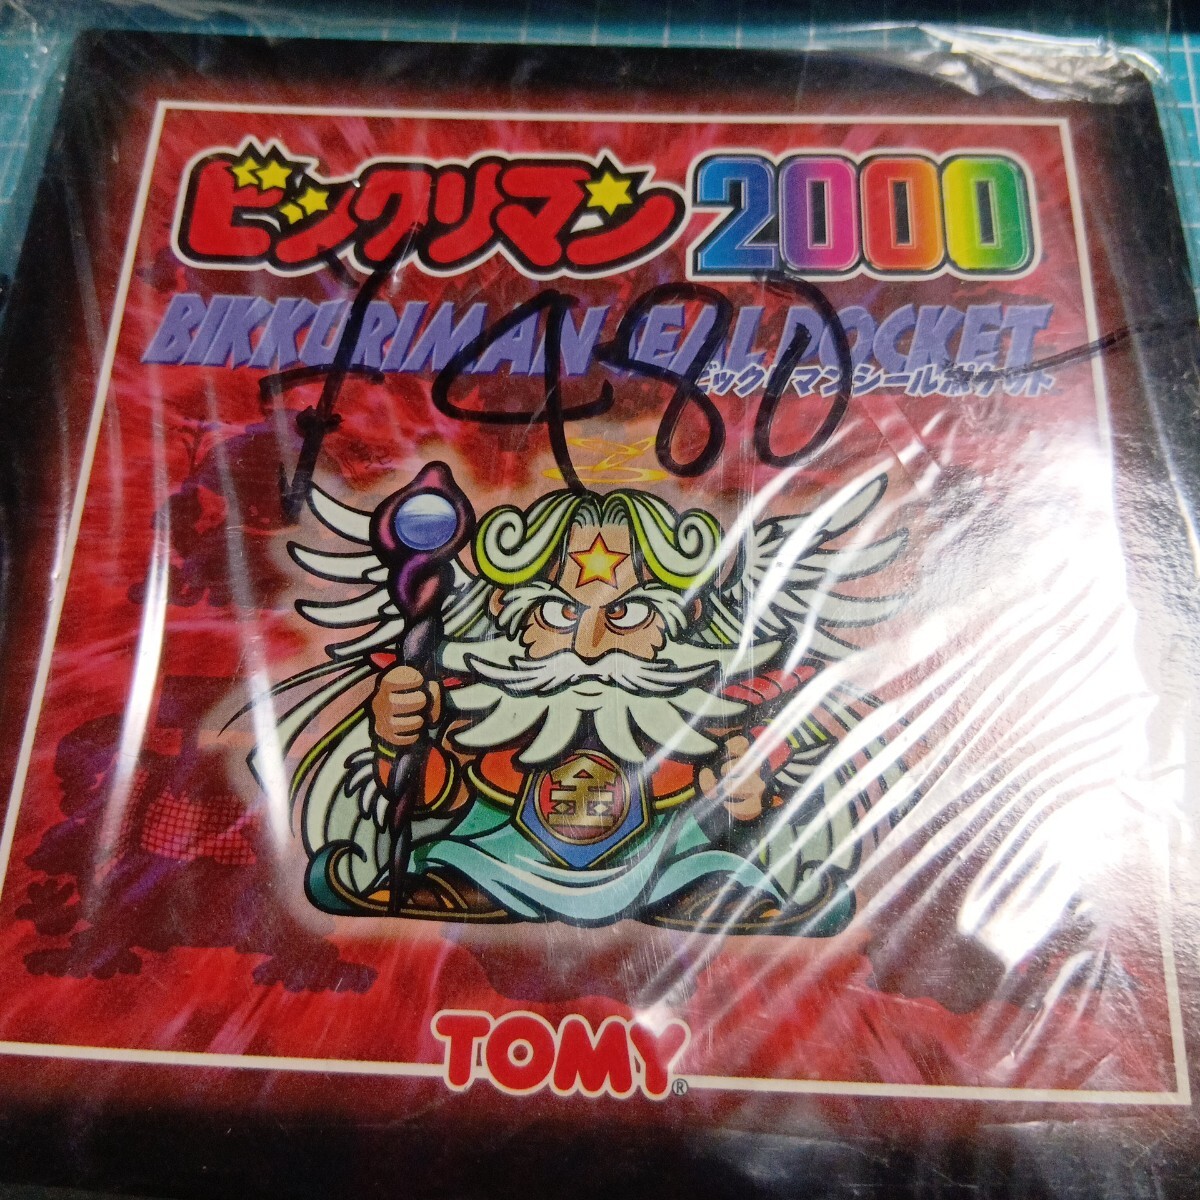 ビックリマン2000
BIKKURIMAN SEAL POCKET
ビックリマンシールポケット
980
金
TOMY®